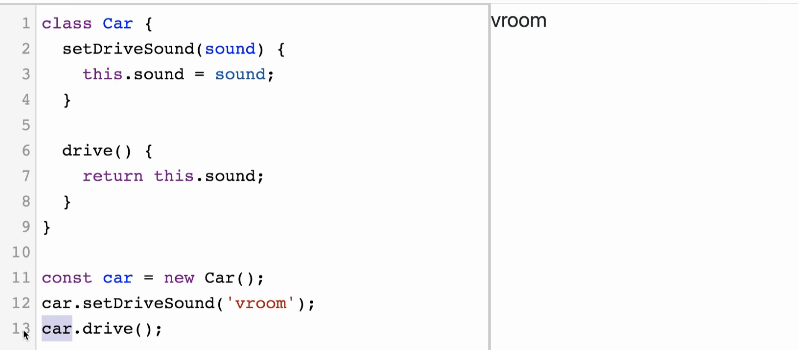 1 class Car {
2   setDriveSound(sound) {
3     this.sound = sound;
4   }
5
6   drive() {
7     return this.sound;
8   }
9 }
10
11 const car = new Car();
12 car.setDriveSound('vroom');
13 car.drive();
vroom